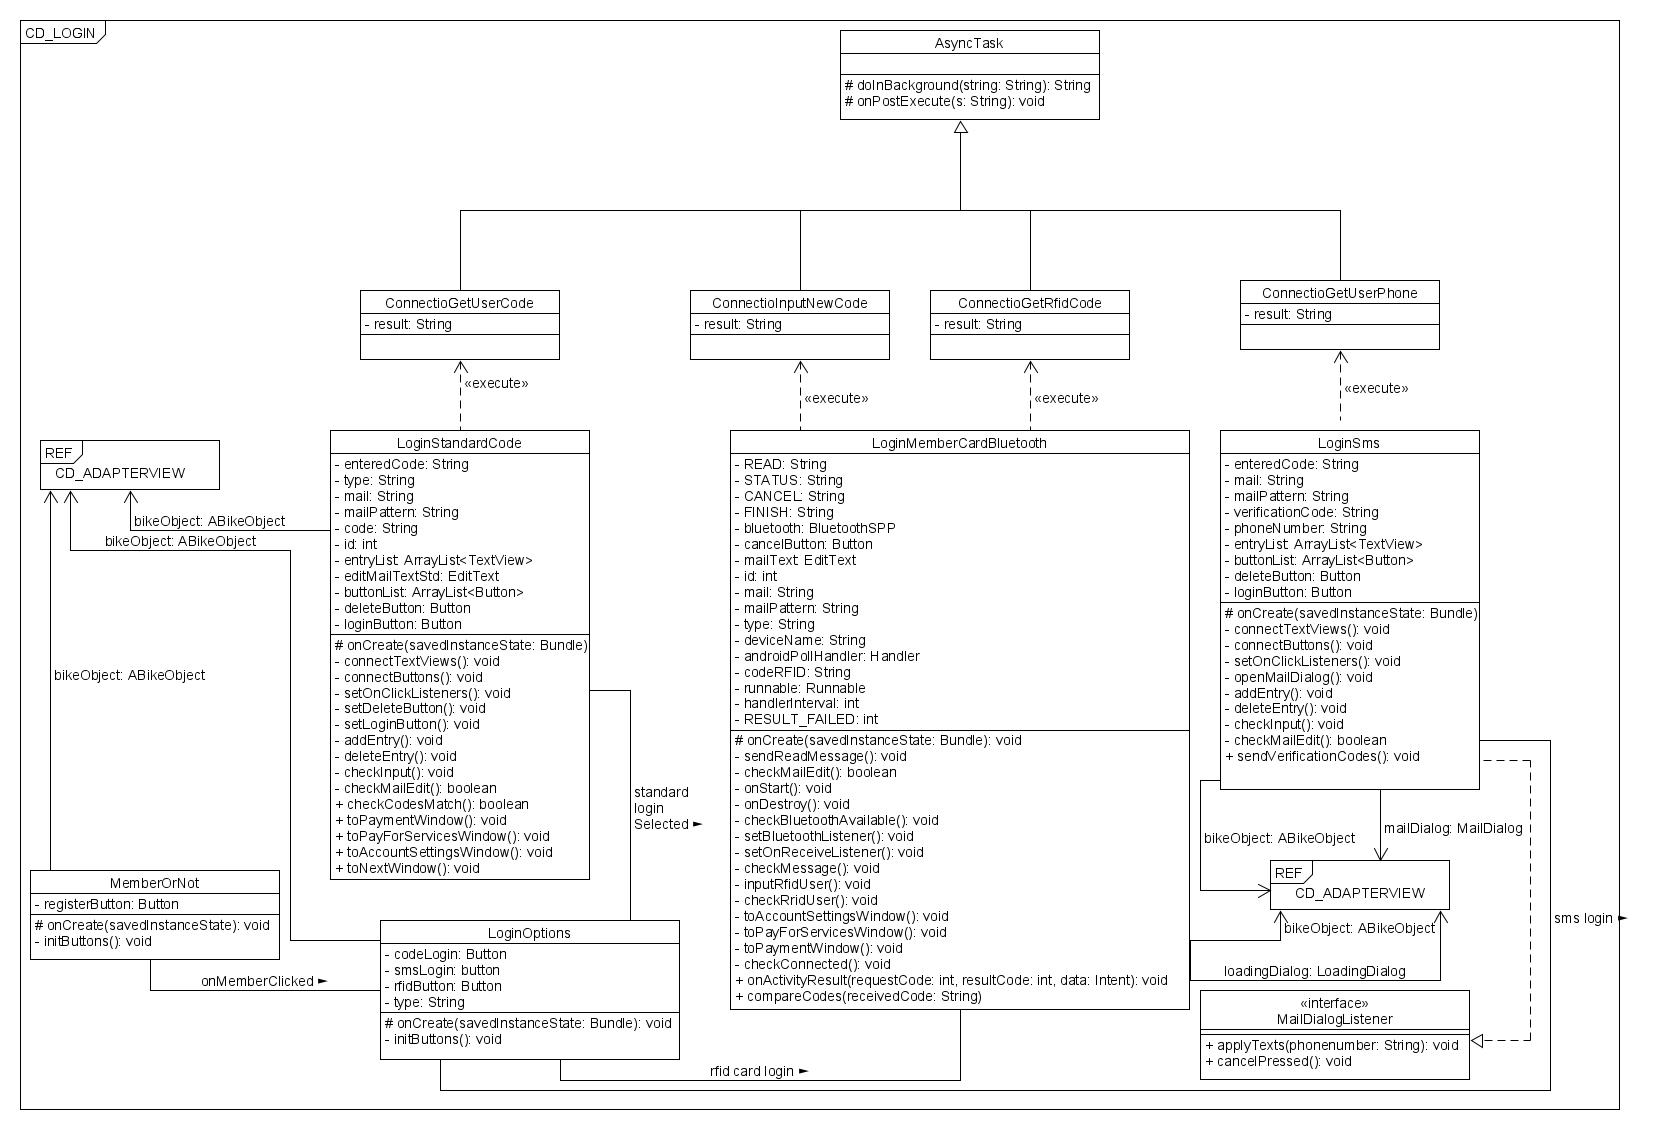 CD_LOGIN
AsyncTask
# doInBackground(string: String): String
# onPostExecute(s: String): void
ConnectioGetUserCode
- result: String
ConnectioInputNewCode
- result: String
ConnectioGetRfidCode
- result: String
ConnectioGetUserPhone
- result: String
«execute»
«execute»
«execute»
«execute»
REF
CD_ADAPTERVIEW
bikeObject: ABikeObject
bikeObject: ABikeObject
bikeObject: ABikeObject
LoginStandardCode
- enteredCode: String
- type: String
- mail: String
- mailPattern: String
- code: String
- id: int
- entryList: ArrayList<TextView>
- editMailTextStd: EditText
- buttonList: ArrayList<Button>
- deleteButton: Button
- loginButton: Button
# onCreate(savedInstanceState: Bundle)
- connectTextViews(): void
- connectButtons(): void
- setOnClickListeners(): void
- setDeleteButton(): void
- setLoginButton(): void
- addEntry(): void
- deleteEntry(): void
- checkInput(): void
- checkMailEdit(): boolean
+ checkCodesMatch(): boolean
+ toPaymentWindow(): void
+ toPayForServicesWindow(): void
+ toAccountSettingsWindow(): void
+ toNextWindow(): void
standard
login
Selected ►
LoginMemberCardBluetooth
- READ: String
- STATUS: String
- CANCEL: String
- FINISH: String
- bluetooth: BluetoothSPP
- cancelButton: Button
- mailText: EditText
- id: int
- mail: String
- mailPattern: String
- type: String
- deviceName: String
- androidPollHandler: Handler
- codeRFID: String
- runnable: Runnable
- handlerInterval: int
- RESULT_FAILED: int
# onCreate(savedInstanceState: Bundle): void
- sendReadMessage(): void
- checkMailEdit(): boolean
- onStart(): void
- onDestroy(): void
- checkBluetoothAvailable(): void
- setBluetoothListener(): void
- setOnReceiveListener(): void
- checkMessage(): void
- inputRfidUser(): void
- checkRridUser(): void
- toAccountSettingsWindow(): void
- toPayForServicesWindow(): void
- toPaymentWindow(): void
- checkConnected(): void
+ onActivityResult(requestCode: int, resultCode: int, data: Intent): void
+ compareCodes(receivedCode: String)
LoginSms
- enteredCode: String
- mail: String
- mailPattern: String
- verificationCode: String
- phoneNumber: String
- entryList: ArrayList<TextView>
- buttonList: ArrayList<Button>
- deleteButton: Button
- loginButton: Button
# onCreate(savedInstanceState: Bundle)
- connectTextViews(): void
- connectButtons(): void
- setOnClickListeners(): void
- openMailDialog(): void
- addEntry(): void
- deleteEntry(): void
- checkInput(): void
- checkMailEdit(): boolean
+ sendVerificationCodes(): void
bikeObject: ABikeObject
mailDialog: MailDialog
REF
CD_ADAPTERVIEW
bikeObject: ABikeObject
loadingDialog: LoadingDialog
sms login ►
«interface»
MailDialogListener
+ applyTexts(phonenumber: String): void
+ cancelPressed(): void
MemberOrNot
- registerButton: Button
# onCreate(savedInstanceState): void
- initButtons(): void
onMemberClicked ►
LoginOptions
- codeLogin: Button
- smsLogin: button
- rfidButton: Button
- type: String
# onCreate(savedInstanceState: Bundle): void
- initButtons(): void
rfid card login ►